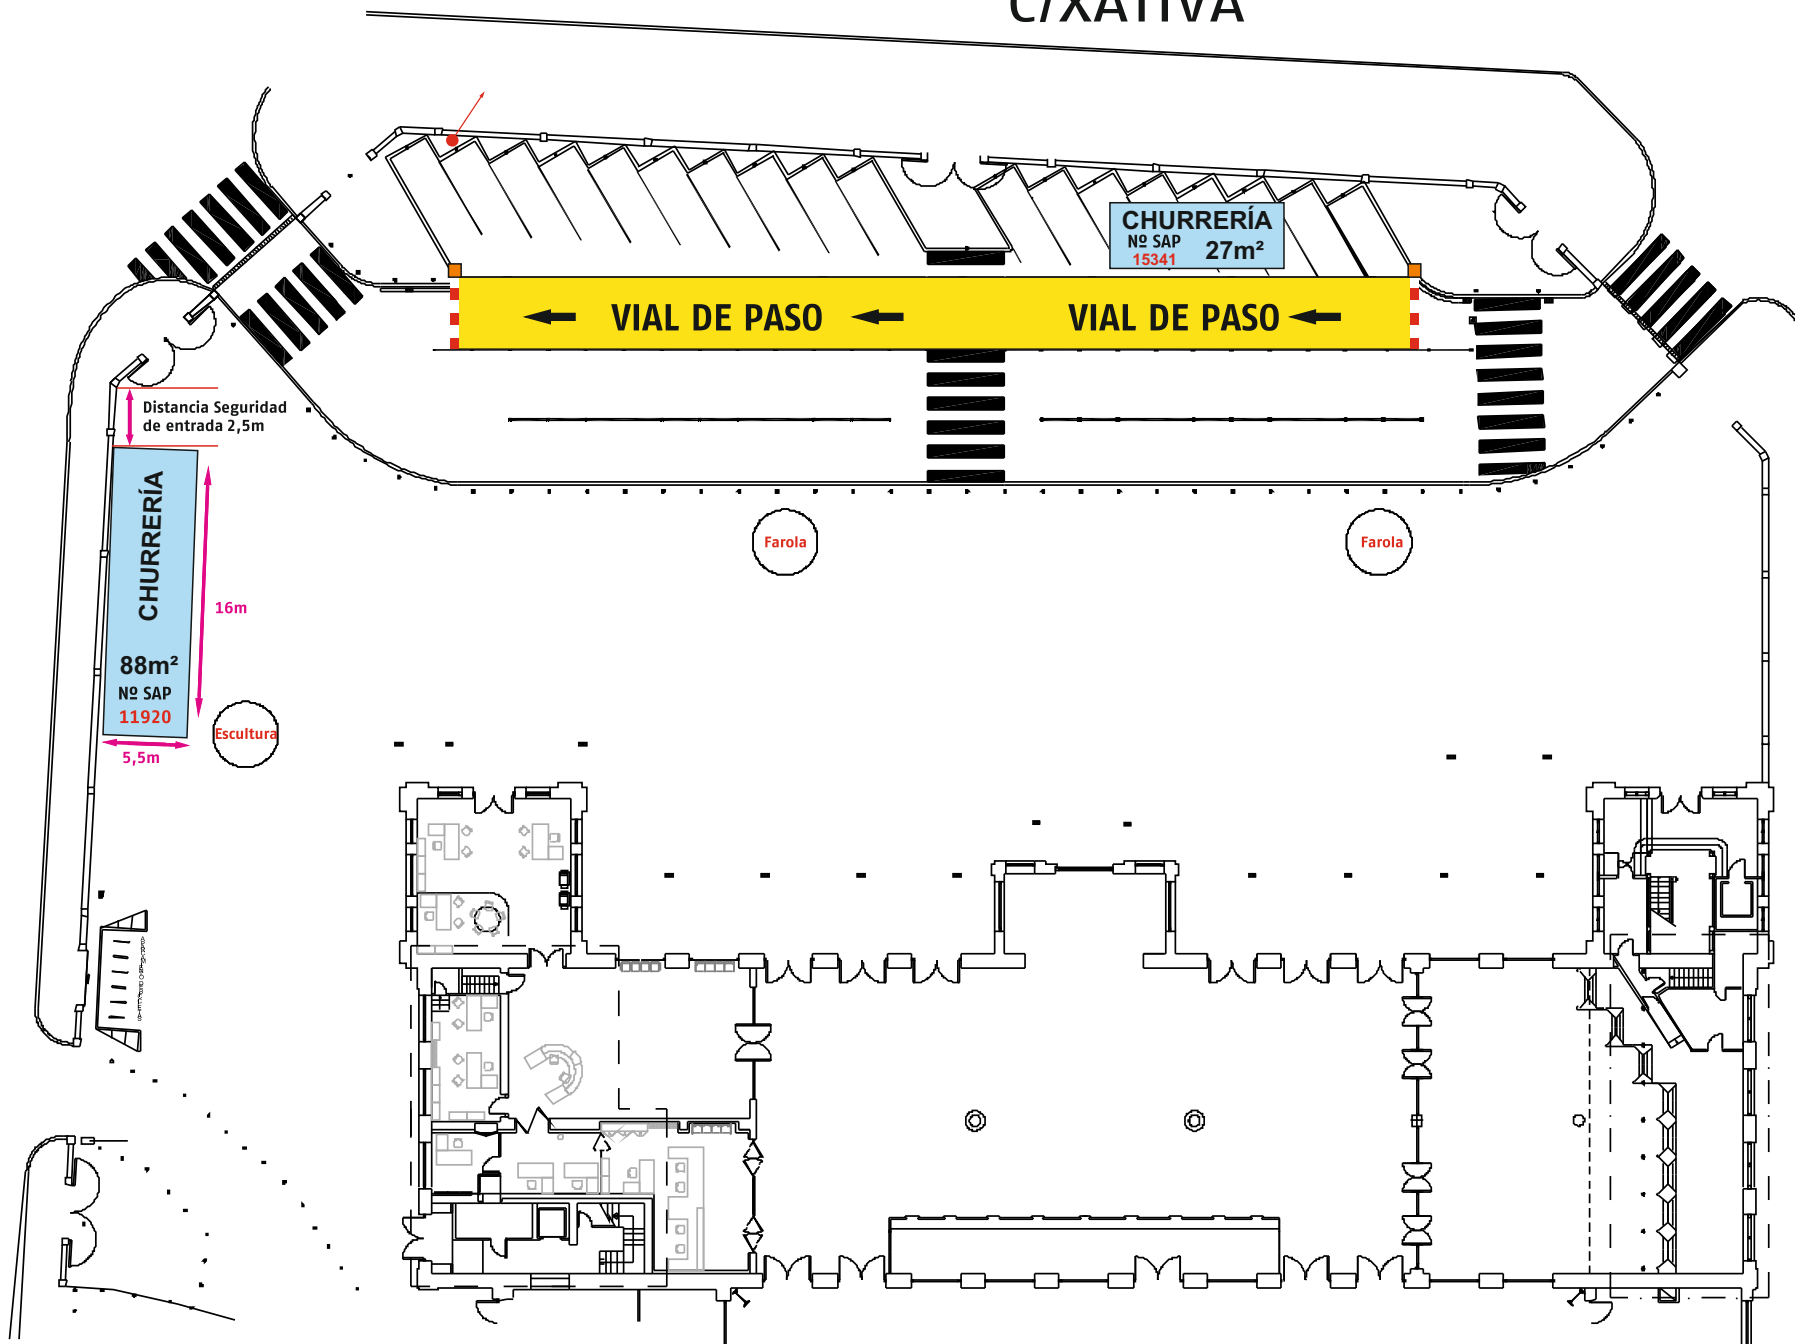 C/XATIVA
CHURRERÍA
Nº SAP
27m²
15341
VIAL DE PASO
VIAL DE PASO
Distancia Seguridad
de entrada 2,5m
CHURRERÍA
16m
88m²
Nº SAP
11920
5,5m
Farola
Farola
Escultura